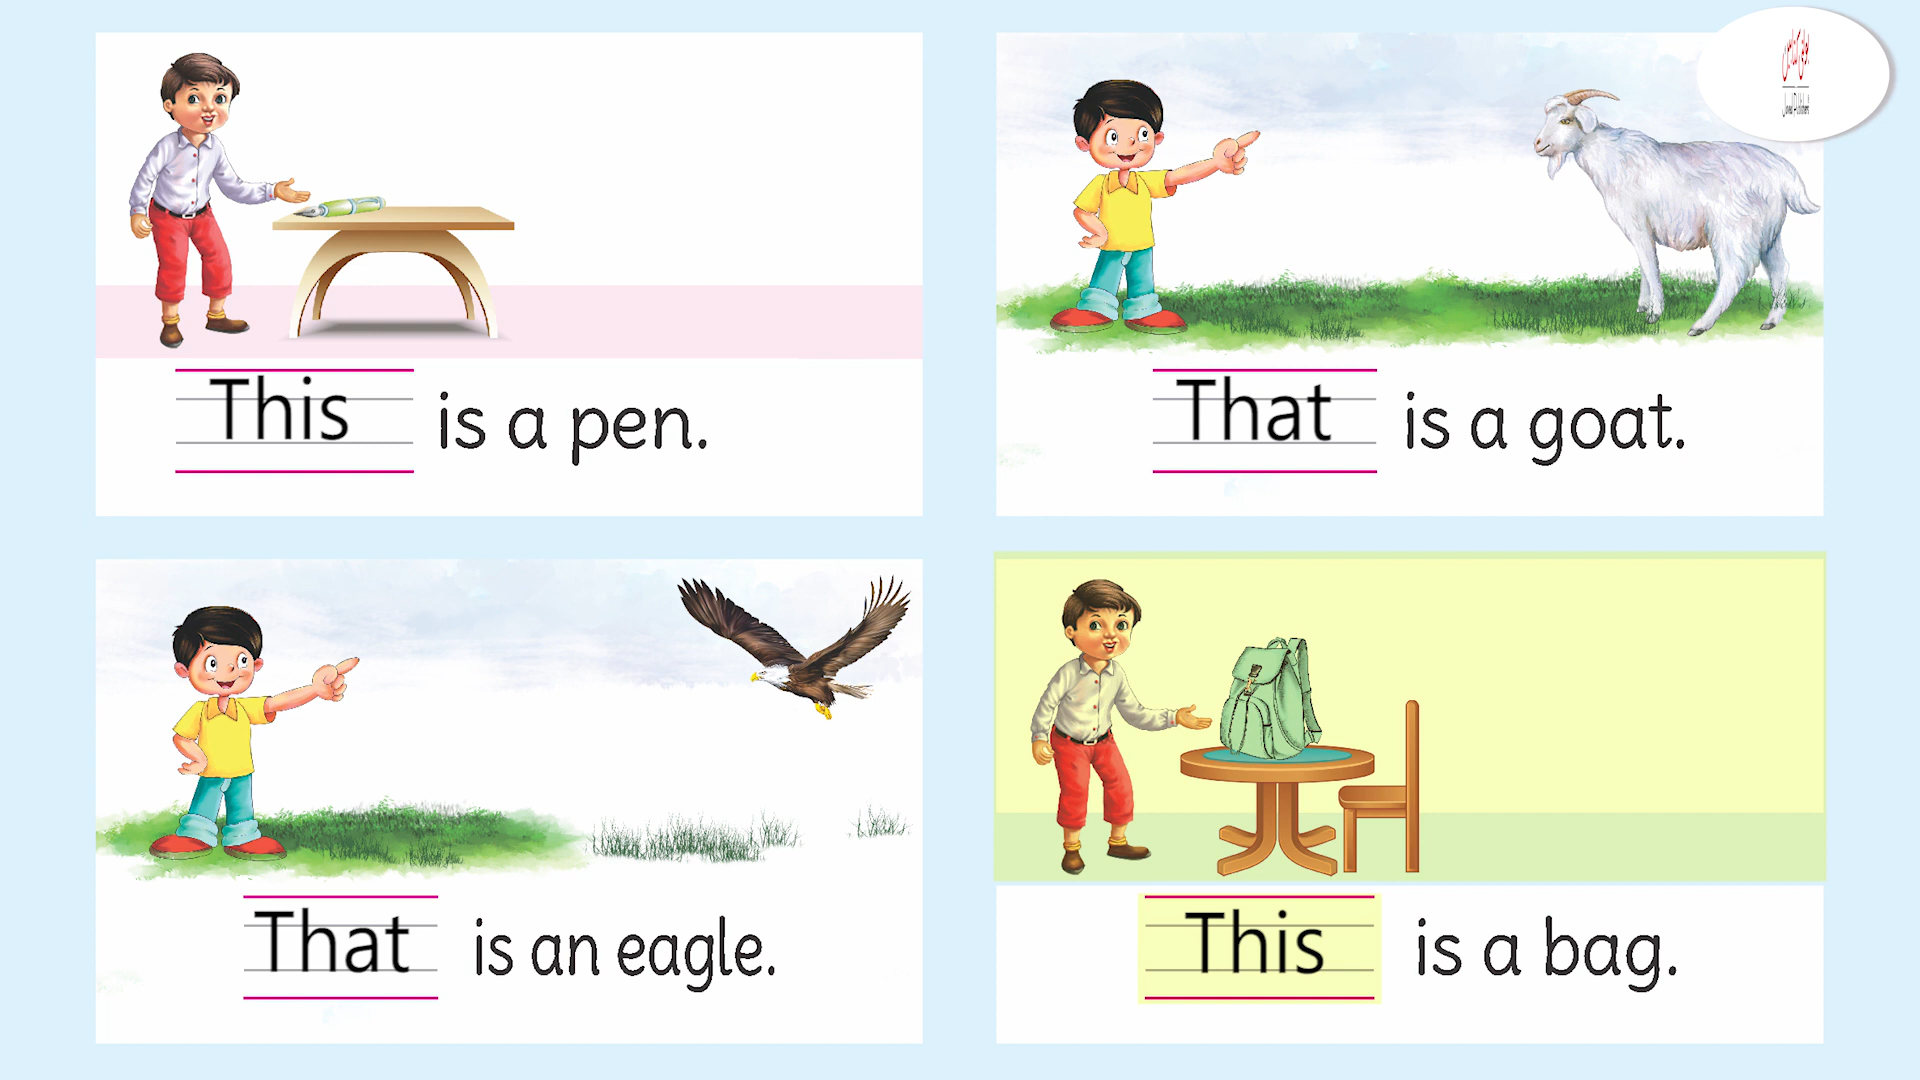 This is a pen.
That is a goat.
That is an eagle.
This is a bag.